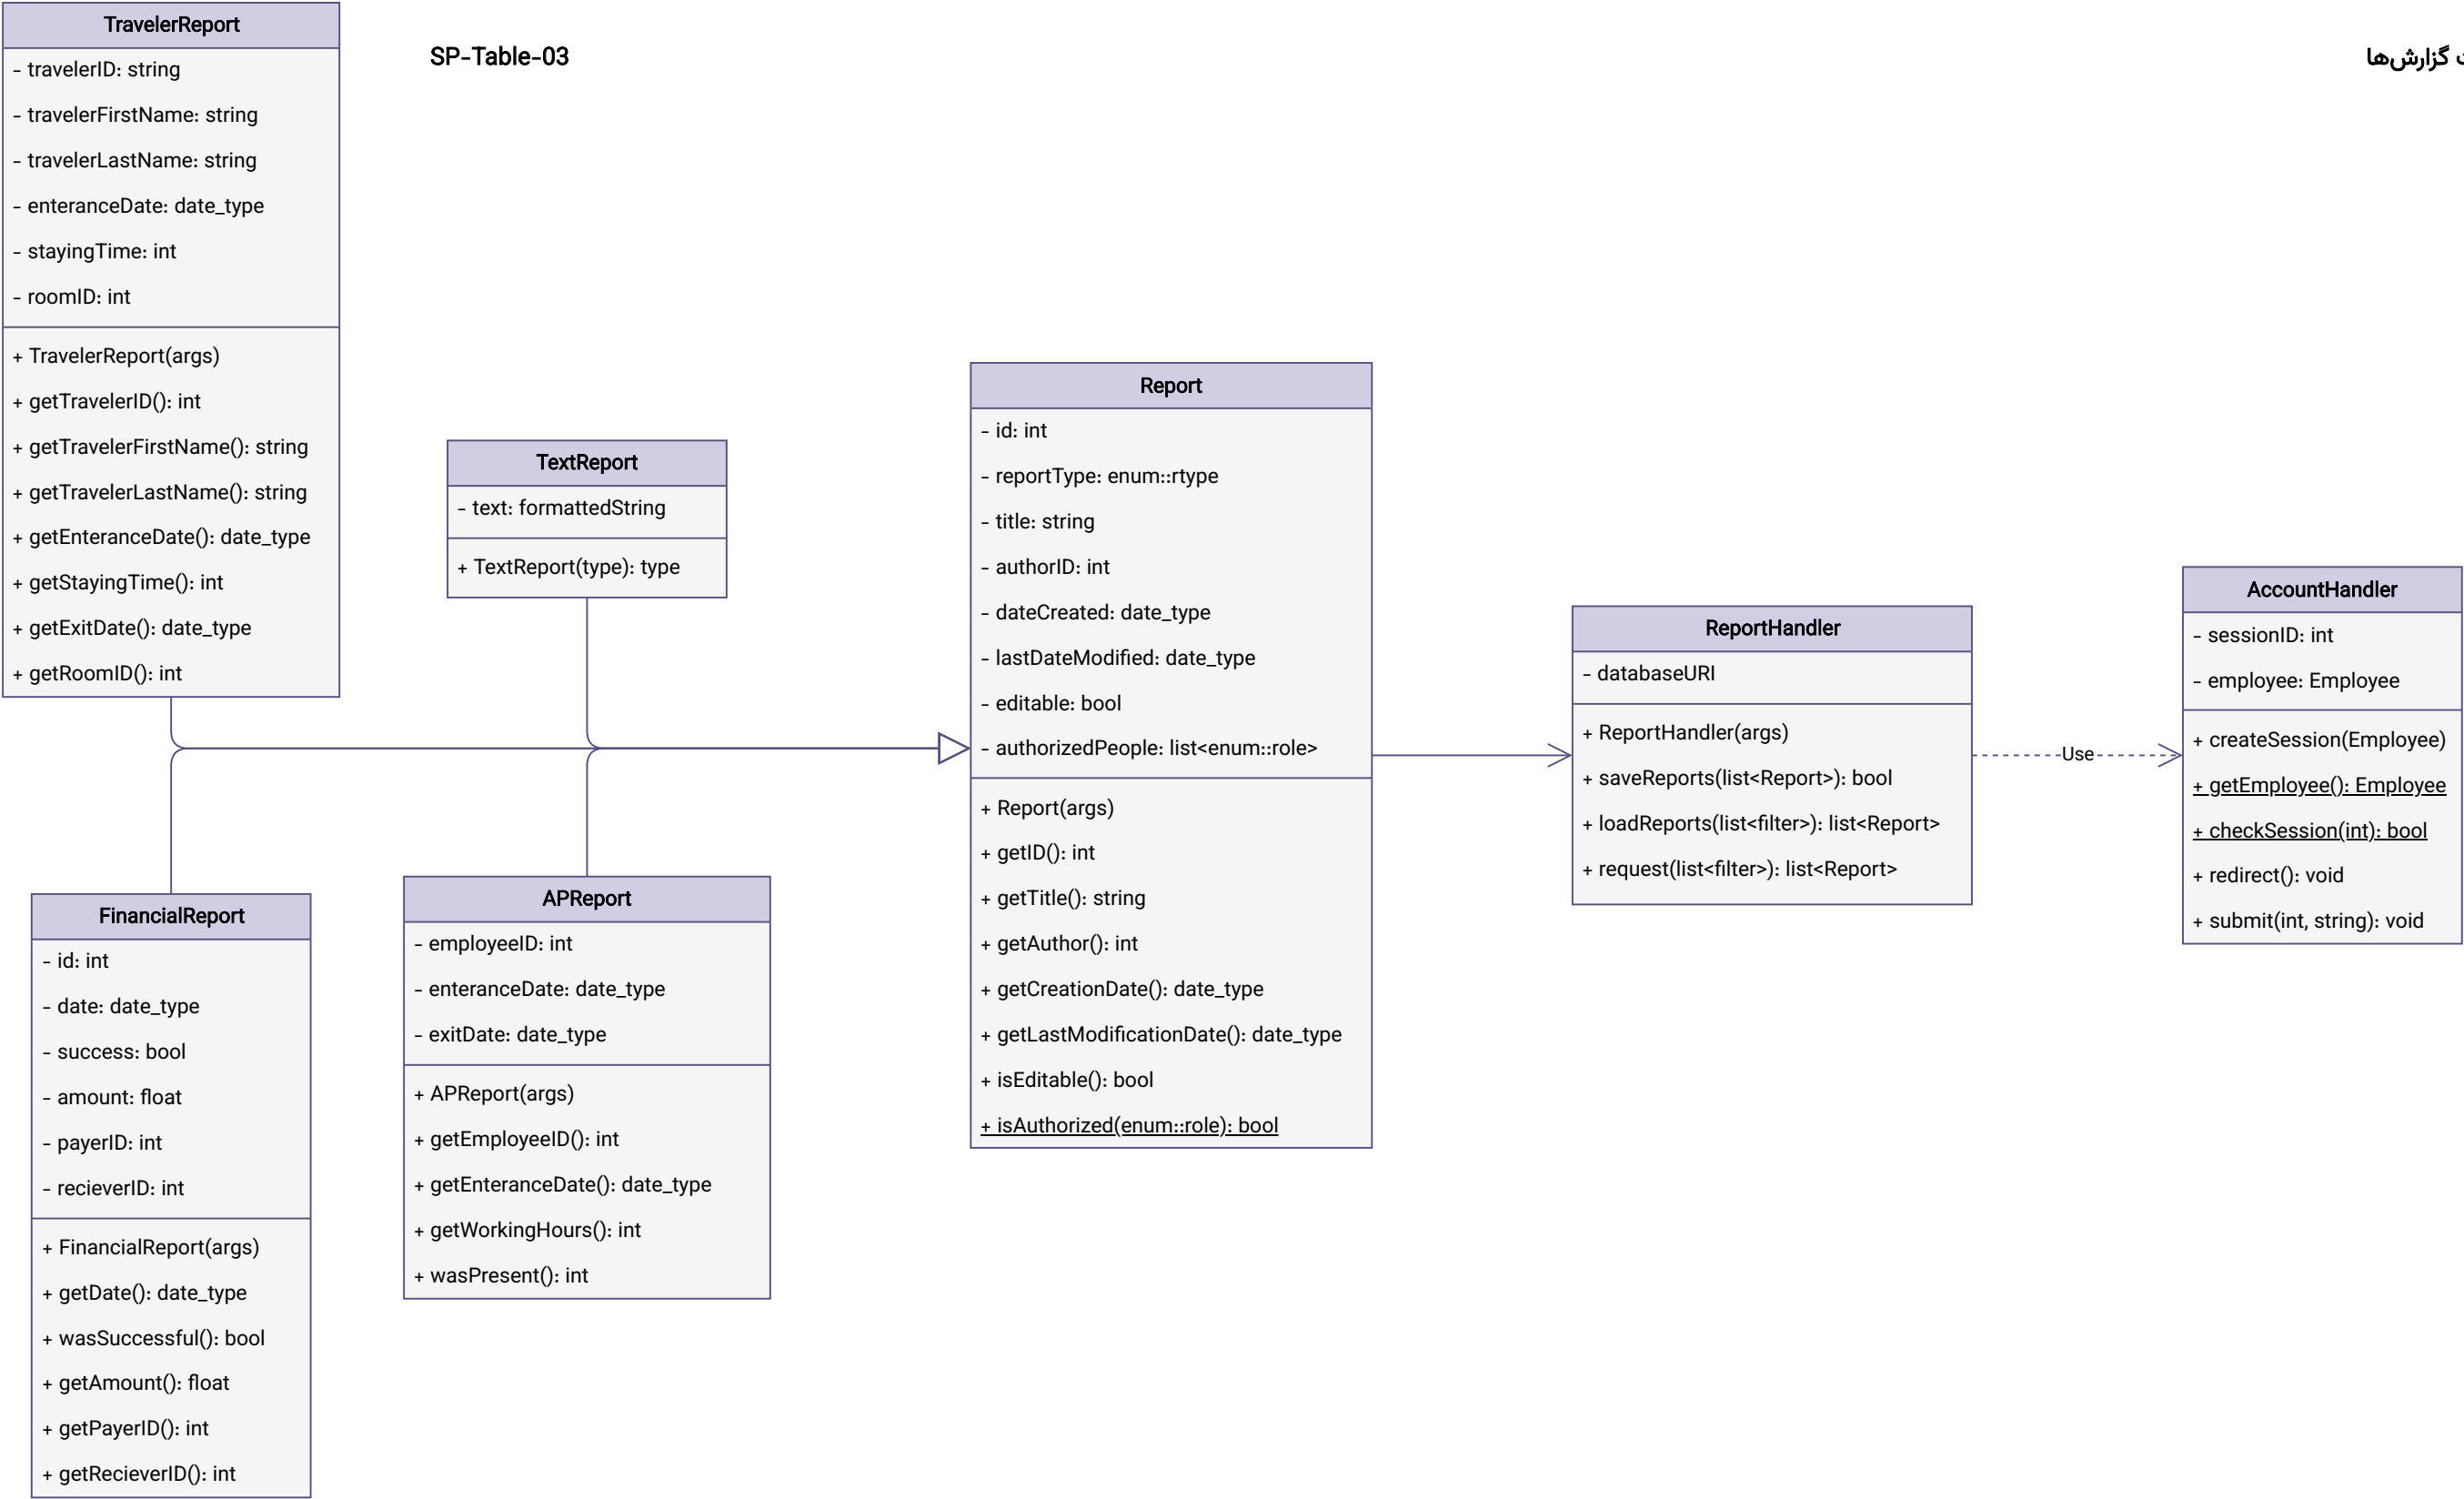 TravelerReport
- travelerID: string
- travelerFirstName: string
- travelerLastName: string
- enteranceDate: date_type
- stayingTime: int
- roomID: int
+ TravelerReport(args)
+ getTravelerID(): int
+ getTravelerFirstName(): string
+ getTravelerLastName(): string
+ getEnteranceDate(): date_type
+ getStayingTime(): int
+ getExitDate(): date_type
+ getRoomID(): int
SP-Table-03
گزارش‌ها
TextReport
- text: formattedString
+ TextReport(type): type
Report
- id: int
- reportType: enum::rtype
- title: string
- authorID: int
- dateCreated: date_type
- lastDateModified: date_type
- editable: bool
- authorizedPeople: list<enum::role>
+ Report(args)
+ getID(): int
+ getTitle(): string
+ getAuthor(): int
+ getCreationDate(): date_type
+ getLastModificationDate(): date_type
+ isEditable(): bool
+ isAuthorized(enum::role): bool
ReportHandler
- databaseURI
+ ReportHandler(args)
+ saveReports(list<Report>): bool
+ loadReports(list<filter>): list<Report>
+ request(list<filter>): list<Report>
Use
AccountHandler
- sessionID: int
- employee: Employee
+ createSession(Employee)
+ getEmployee(): Employee
+ checkSession(int): bool
+ redirect(): void
+ submit(int, string): void
FinancialReport
- id: int
- date: date_type
- success: bool
- amount: float
- payerID: int
- recieverID: int
+ FinancialReport(args)
+ getDate(): date_type
+ wasSuccessful(): bool
+ getAmount(): float
+ getPayerID(): int
+ getRecieverID(): int
APReport
- employeeID: int
- enteranceDate: date_type
- exitDate: date_type
+ APReport(args)
+ getEmployeeID(): int
+ getEnteranceDate(): date_type
+ getWorkingHours(): int
+ wasPresent(): int